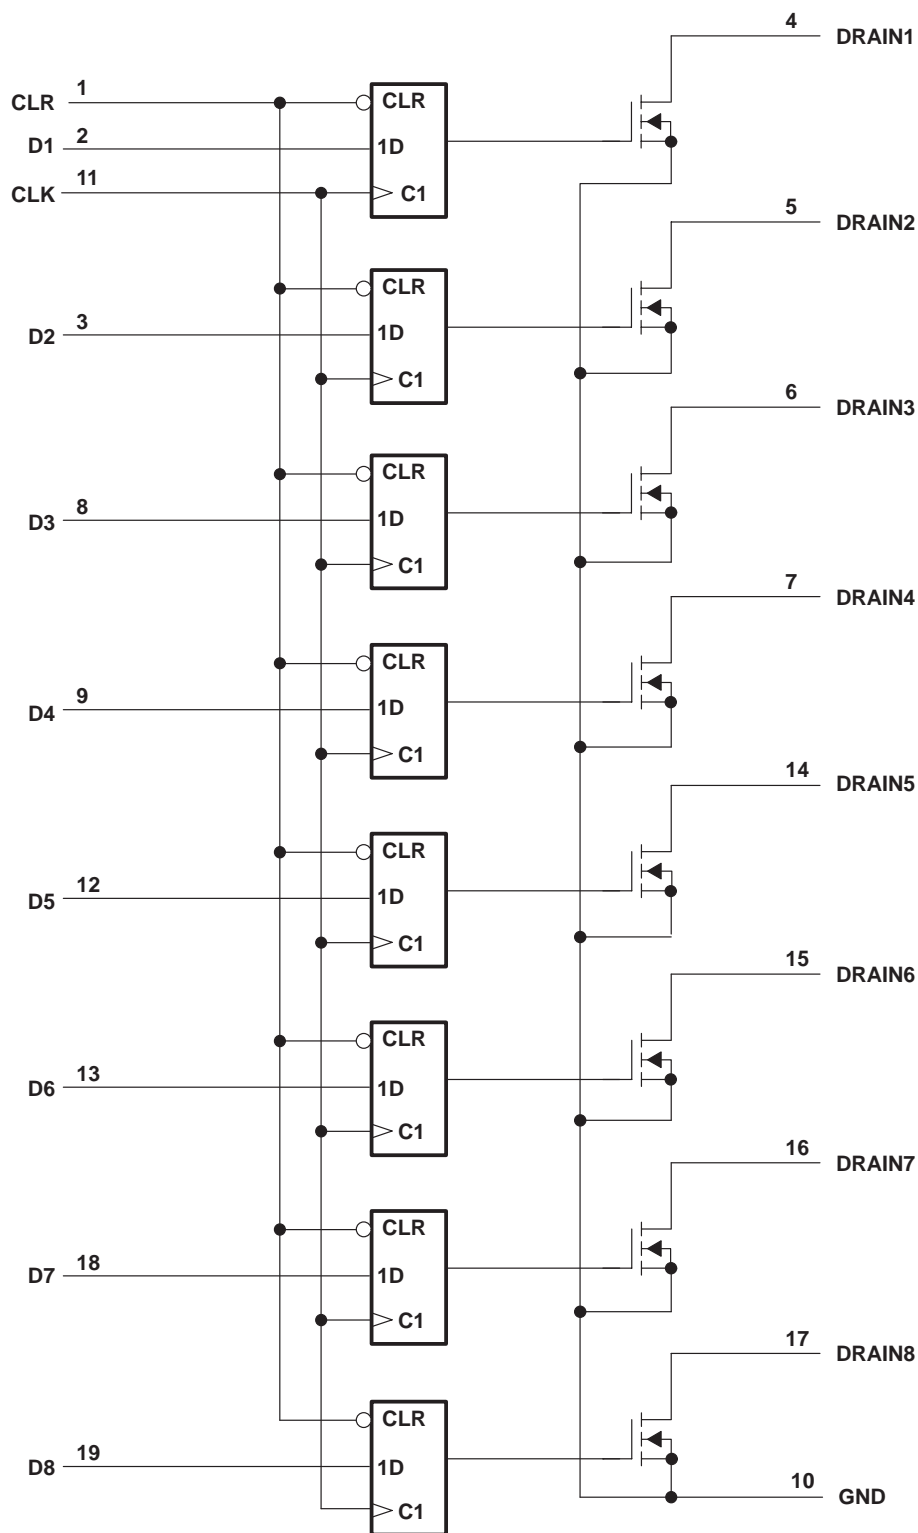 4 DRAIN1
CLR 1 CLR
D1 2 1D
CLK 11 C1
5 DRAIN2
CLR
D2 3 1D
C1
6 DRAIN3
CLR
D3 8 1D
C1
7 DRAIN4
CLR
D4 9 1D
C1
14 DRAIN5
CLR
D5 12 1D
C1
15 DRAIN6
CLR
D6 13 1D
C1
16 DRAIN7
CLR
D7 18 1D
C1
17 DRAIN8
CLR
D8 19 1D
10 GND
C1